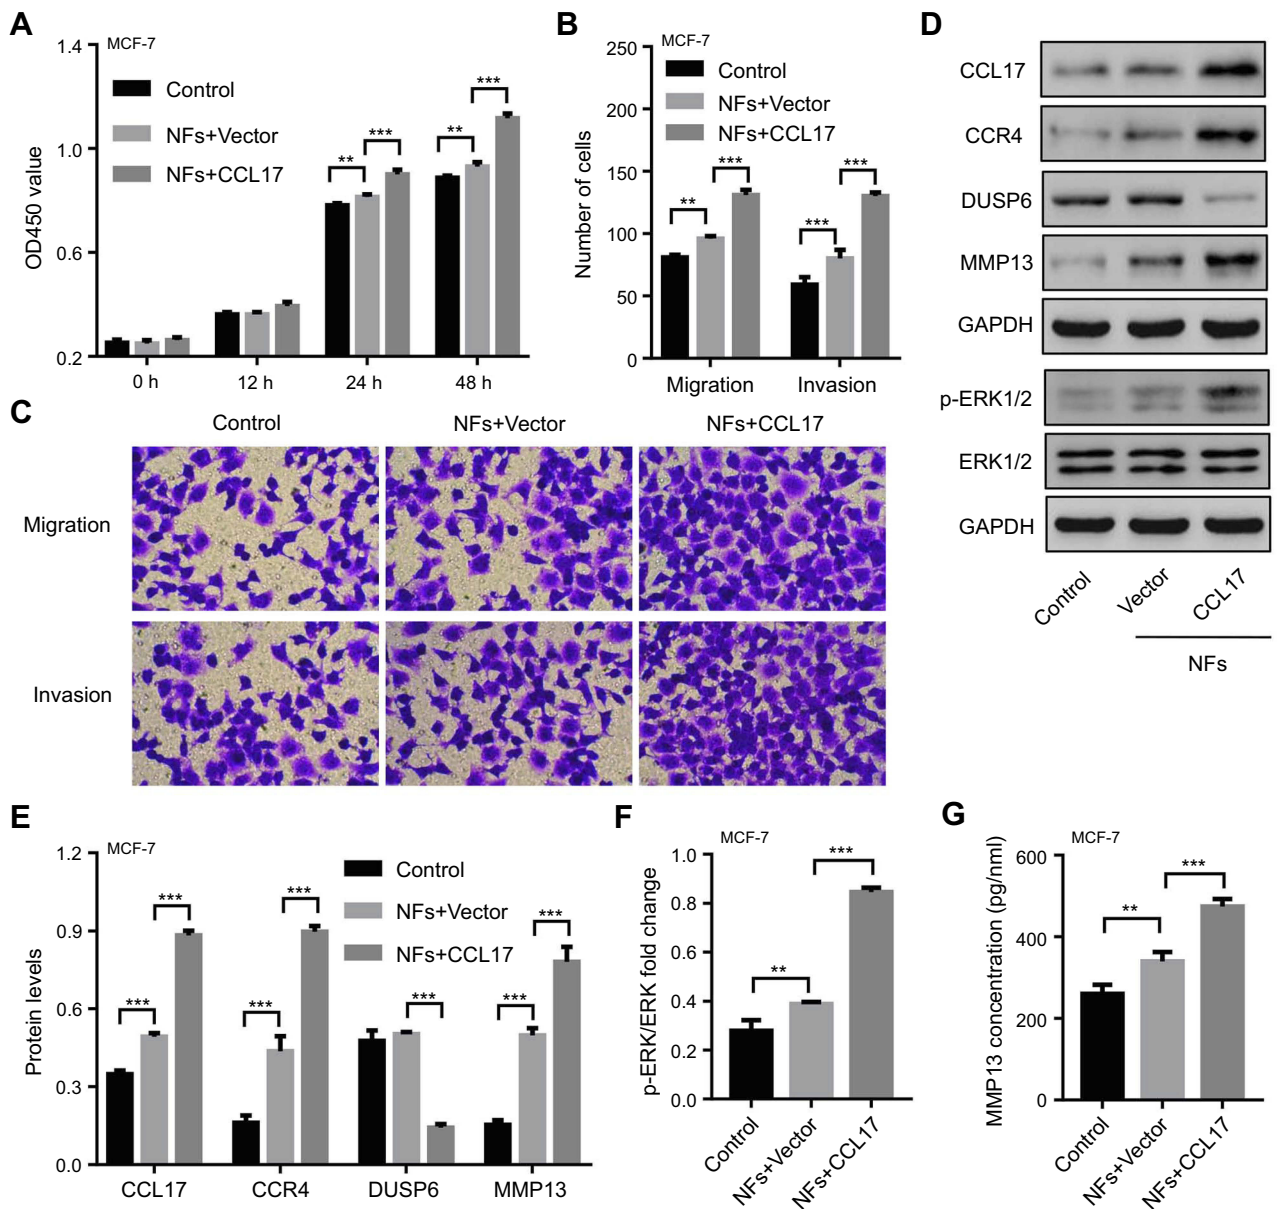 A
MCF-7
Control
NFs+Vector
NFs+CCL17
OD450 value
1.4
1.0
0.6
0.2
**
***
**
***
0 h
12 h
24 h
48 h
B
MCF-7
Control
NFs+Vector
NFs+CCL17
Number of cells
250
200
150
100
50
0
**
***
***
***
Migration
Invasion
C
Control
NFs+Vector
NFs+CCL17
Migration
Invasion
D
CCL17
CCR4
DUSP6
MMP13
GAPDH
p-ERK1/2
ERK1/2
GAPDH
Control
Vector
CCL17
NFs
E
MCF-7
Control
NFs+Vector
NFs+CCL17
Protein levels
1.2
0.9
0.6
0.3
0.0
***
***
***
***
***
***
***
CCL17
CCR4
DUSP6
MMP13
F
MCF-7
p-ERK/ERK fold change
1.0
0.8
0.6
0.4
0.2
0.0
**
***
Control
NFs+Vector
NFs+CCL17
G
MCF-7
MMP13 concentration (pg/nml)
600
400
200
0
**
***
Control
NFs+Vector
NFs+CCL17